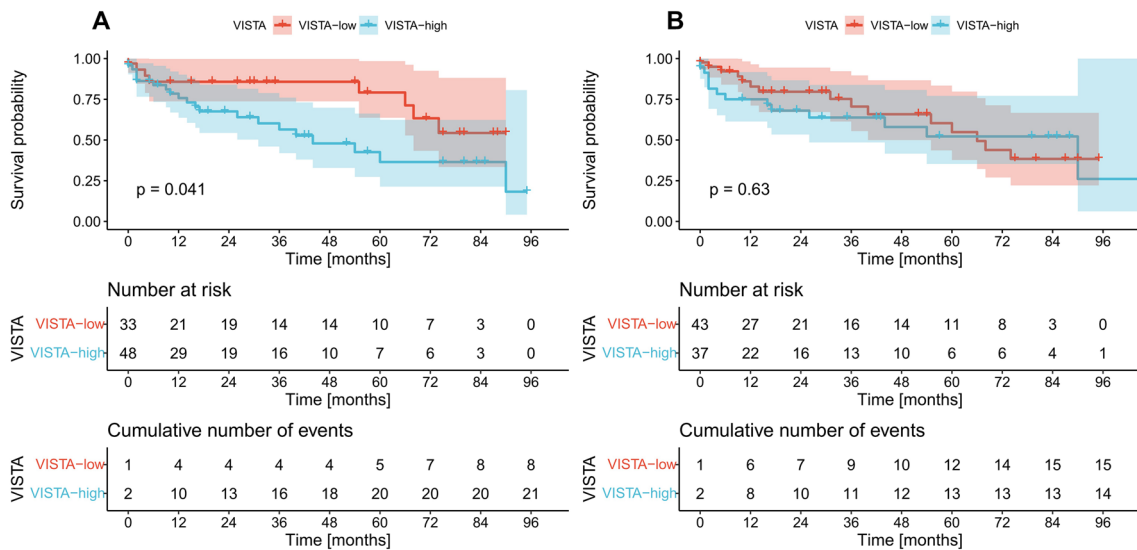 A
VISTA VISTA−low VISTA−high
Survival probability
1.00
0.75
0.50
0.25
0.00
p = 0.041
0 12 24 36 48 60 72 84 96
Time [months]
Number at risk
VISTA
VISTA−low 33 21 19 14 14 10 7 3 0
VISTA−high 48 29 19 16 10 7 6 3 0
0 12 24 36 48 60 72 84 96
Time [months]
Cumulative number of events
VISTA
VISTA−low 1 4 4 4 4 5 7 8 8
VISTA−high 2 10 13 16 18 20 20 20 21
0 12 24 36 48 60 72 84 96
Time [months]
B
VISTA VISTA−low VISTA−high
Survival probability
1.00
0.75
0.50
0.25
0.00
p = 0.63
0 12 24 36 48 60 72 84 96
Time [months]
Number at risk
VISTA
VISTA−low 43 27 21 16 14 11 8 3 0
VISTA−high 37 22 16 13 10 6 6 4 1
0 12 24 36 48 60 72 84 96
Time [months]
Cumulative number of events
VISTA
VISTA−low 1 6 7 9 10 12 14 15 15
VISTA−high 2 8 10 11 12 13 13 13 14
0 12 24 36 48 60 72 84 96
Time [months]